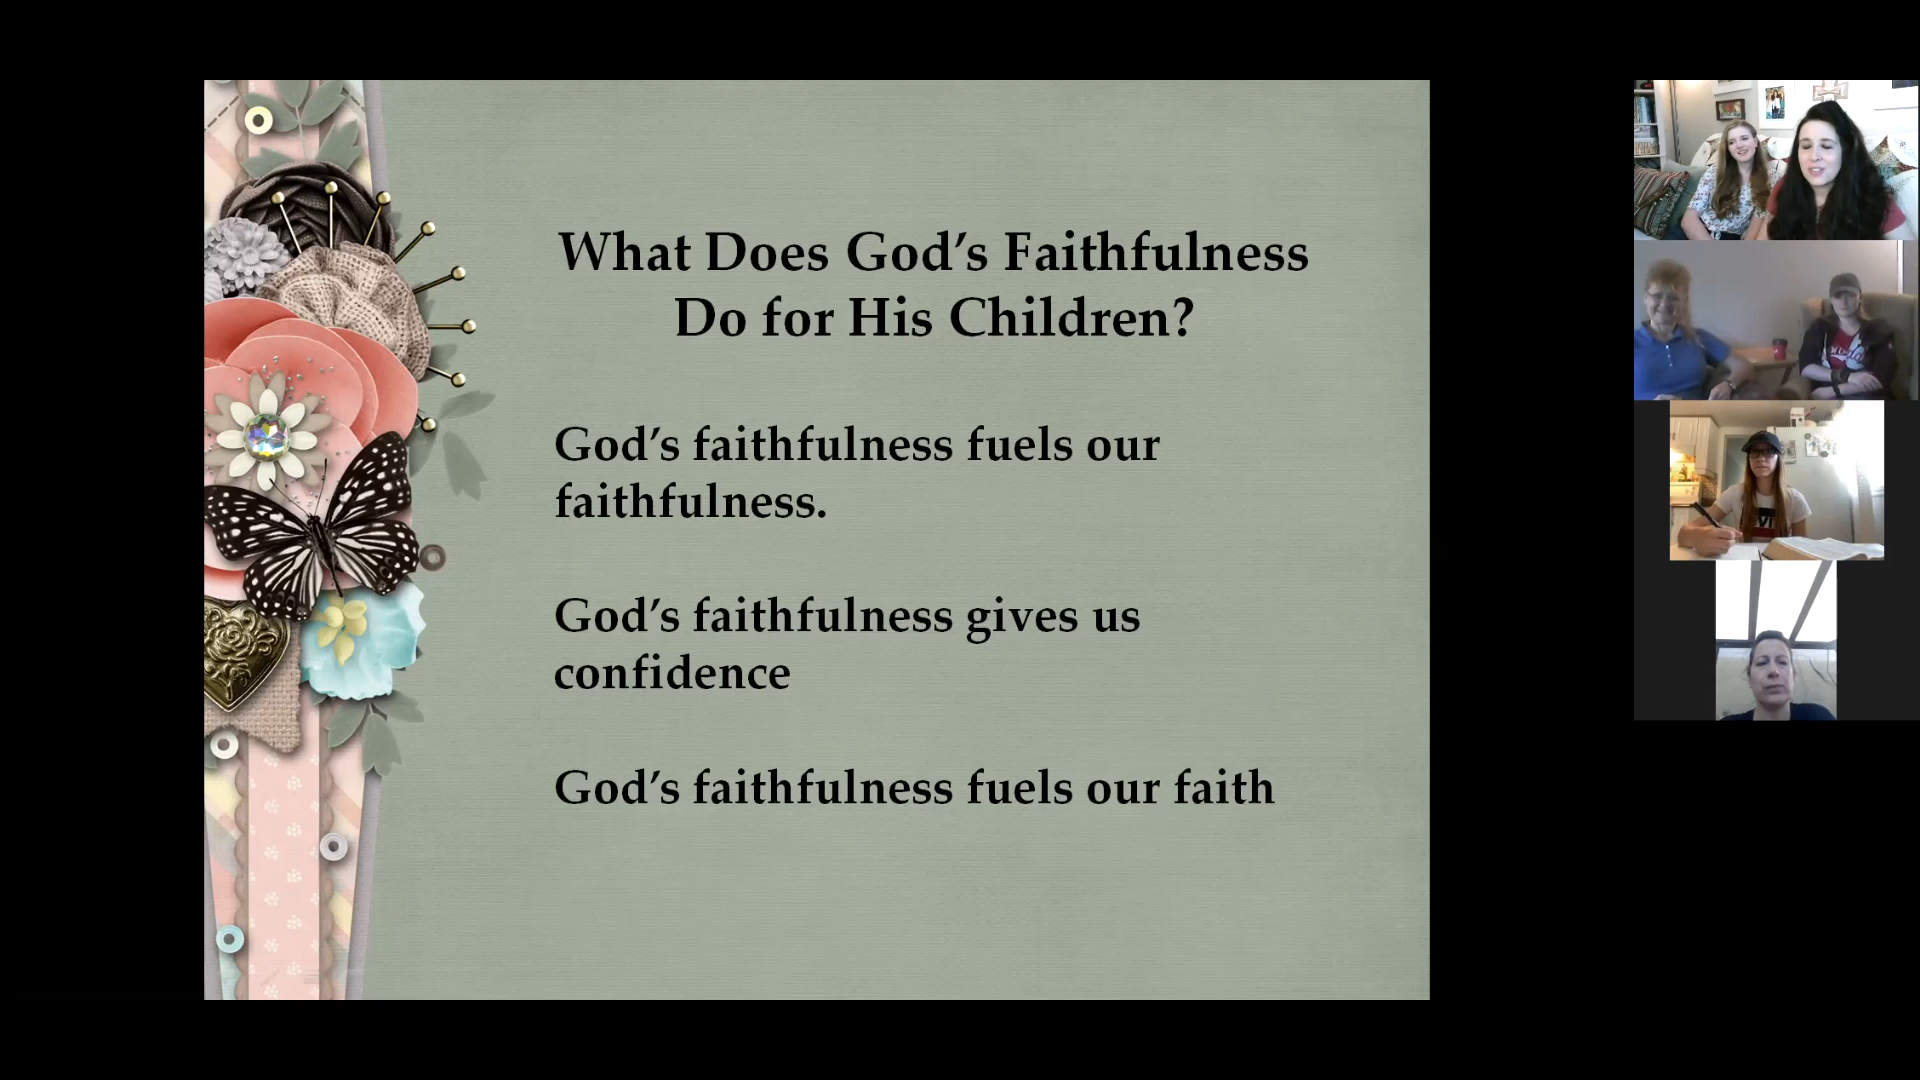 What Does God’s Faithfulness
Do for His Children?
God’s faithfulness fuels our
faithfulness.
God’s faithfulness gives us
confidence
God’s faithfulness fuels our faith